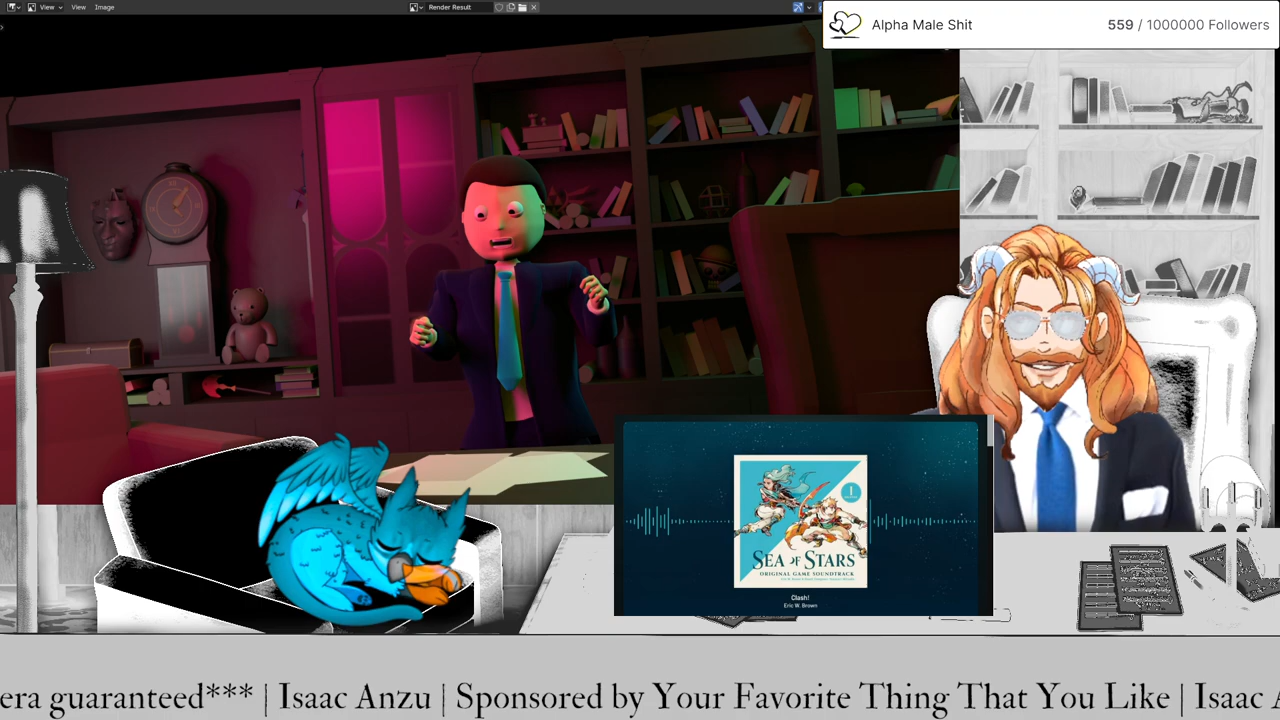 View View Image Render Result
Alpha Male Shit 559 / 1000000 Followers
1
SEA OF STARS
ORIGINAL GAME SOUNDTRACK
Clash!
Eric W. Brown
era guaranteed*** | Isaac Anzu | Sponsored by Your Favorite Thing That You Like | Isaac A